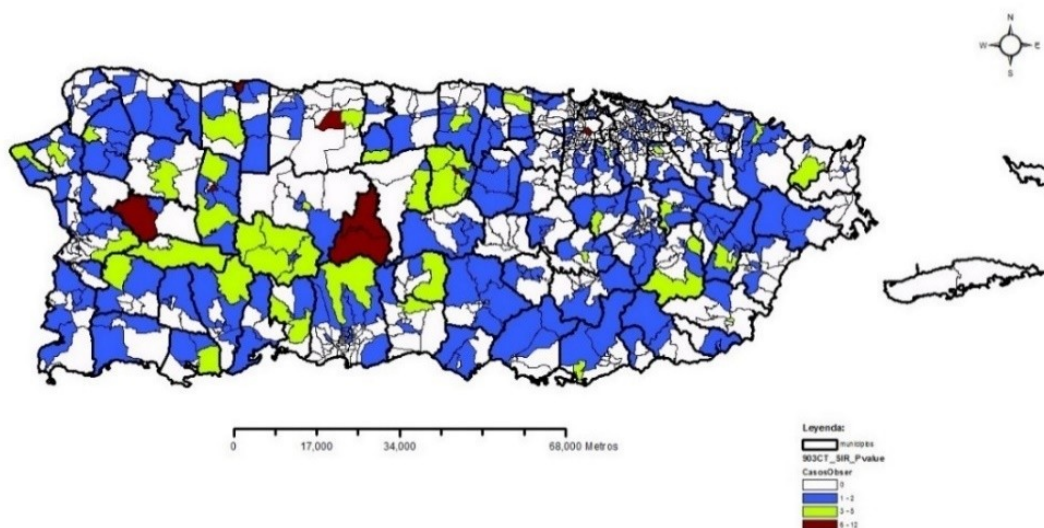 N
W E
S
0 17,000 34,000 68,000 Metros
Leyenda:
municipios
903CT_SIR_Pvalue
CasosObser
0
1 - 2
3 - 5
6 - 12